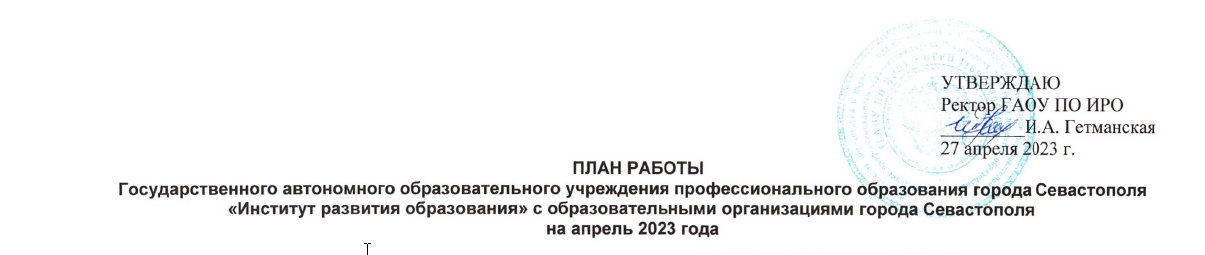 УТВЕРЖДАЮ
Ректор ГАОУ ПО ИРО
_________И.А. Гетманская
27 апреля 2023 г.
ПЛАН РАБОТЫ
Государственного автономного образовательного учреждения профессионального образования города Севастополя
«Институт развития образования» с образовательными организациями города Севастополя
на апрель 2023 года